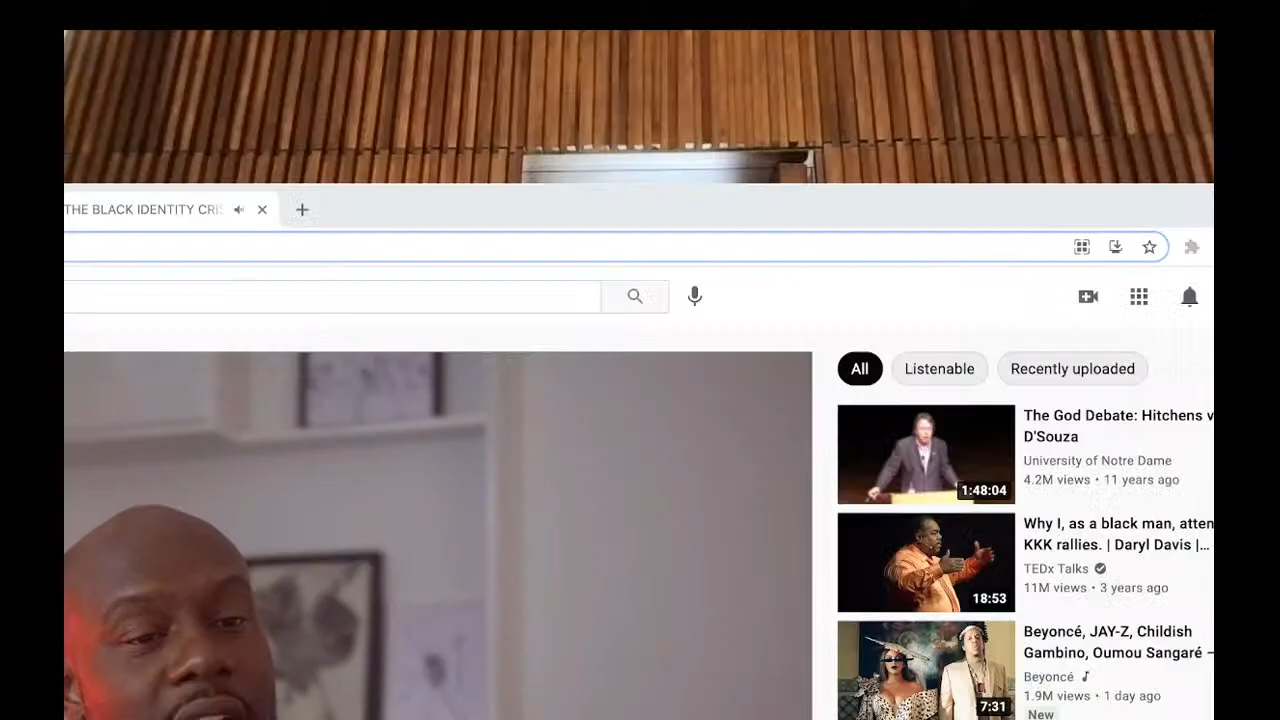 THE BLACK IDENTITY CRIS
All
Listenable
Recently uploaded
The God Debate: Hitchens v
D'Souza
University of Notre Dame
4.2M views • 11 years ago
1:48:04
Why I, as a black man, atten
KKK rallies. | Daryl Davis |...
TEDx Talks
11M views • 3 years ago
18:53
Beyoncé, JAY-Z, Childish
Gambino, Oumou Sangaré –
Beyoncé
1.9M views • 1 day ago
7:31
New